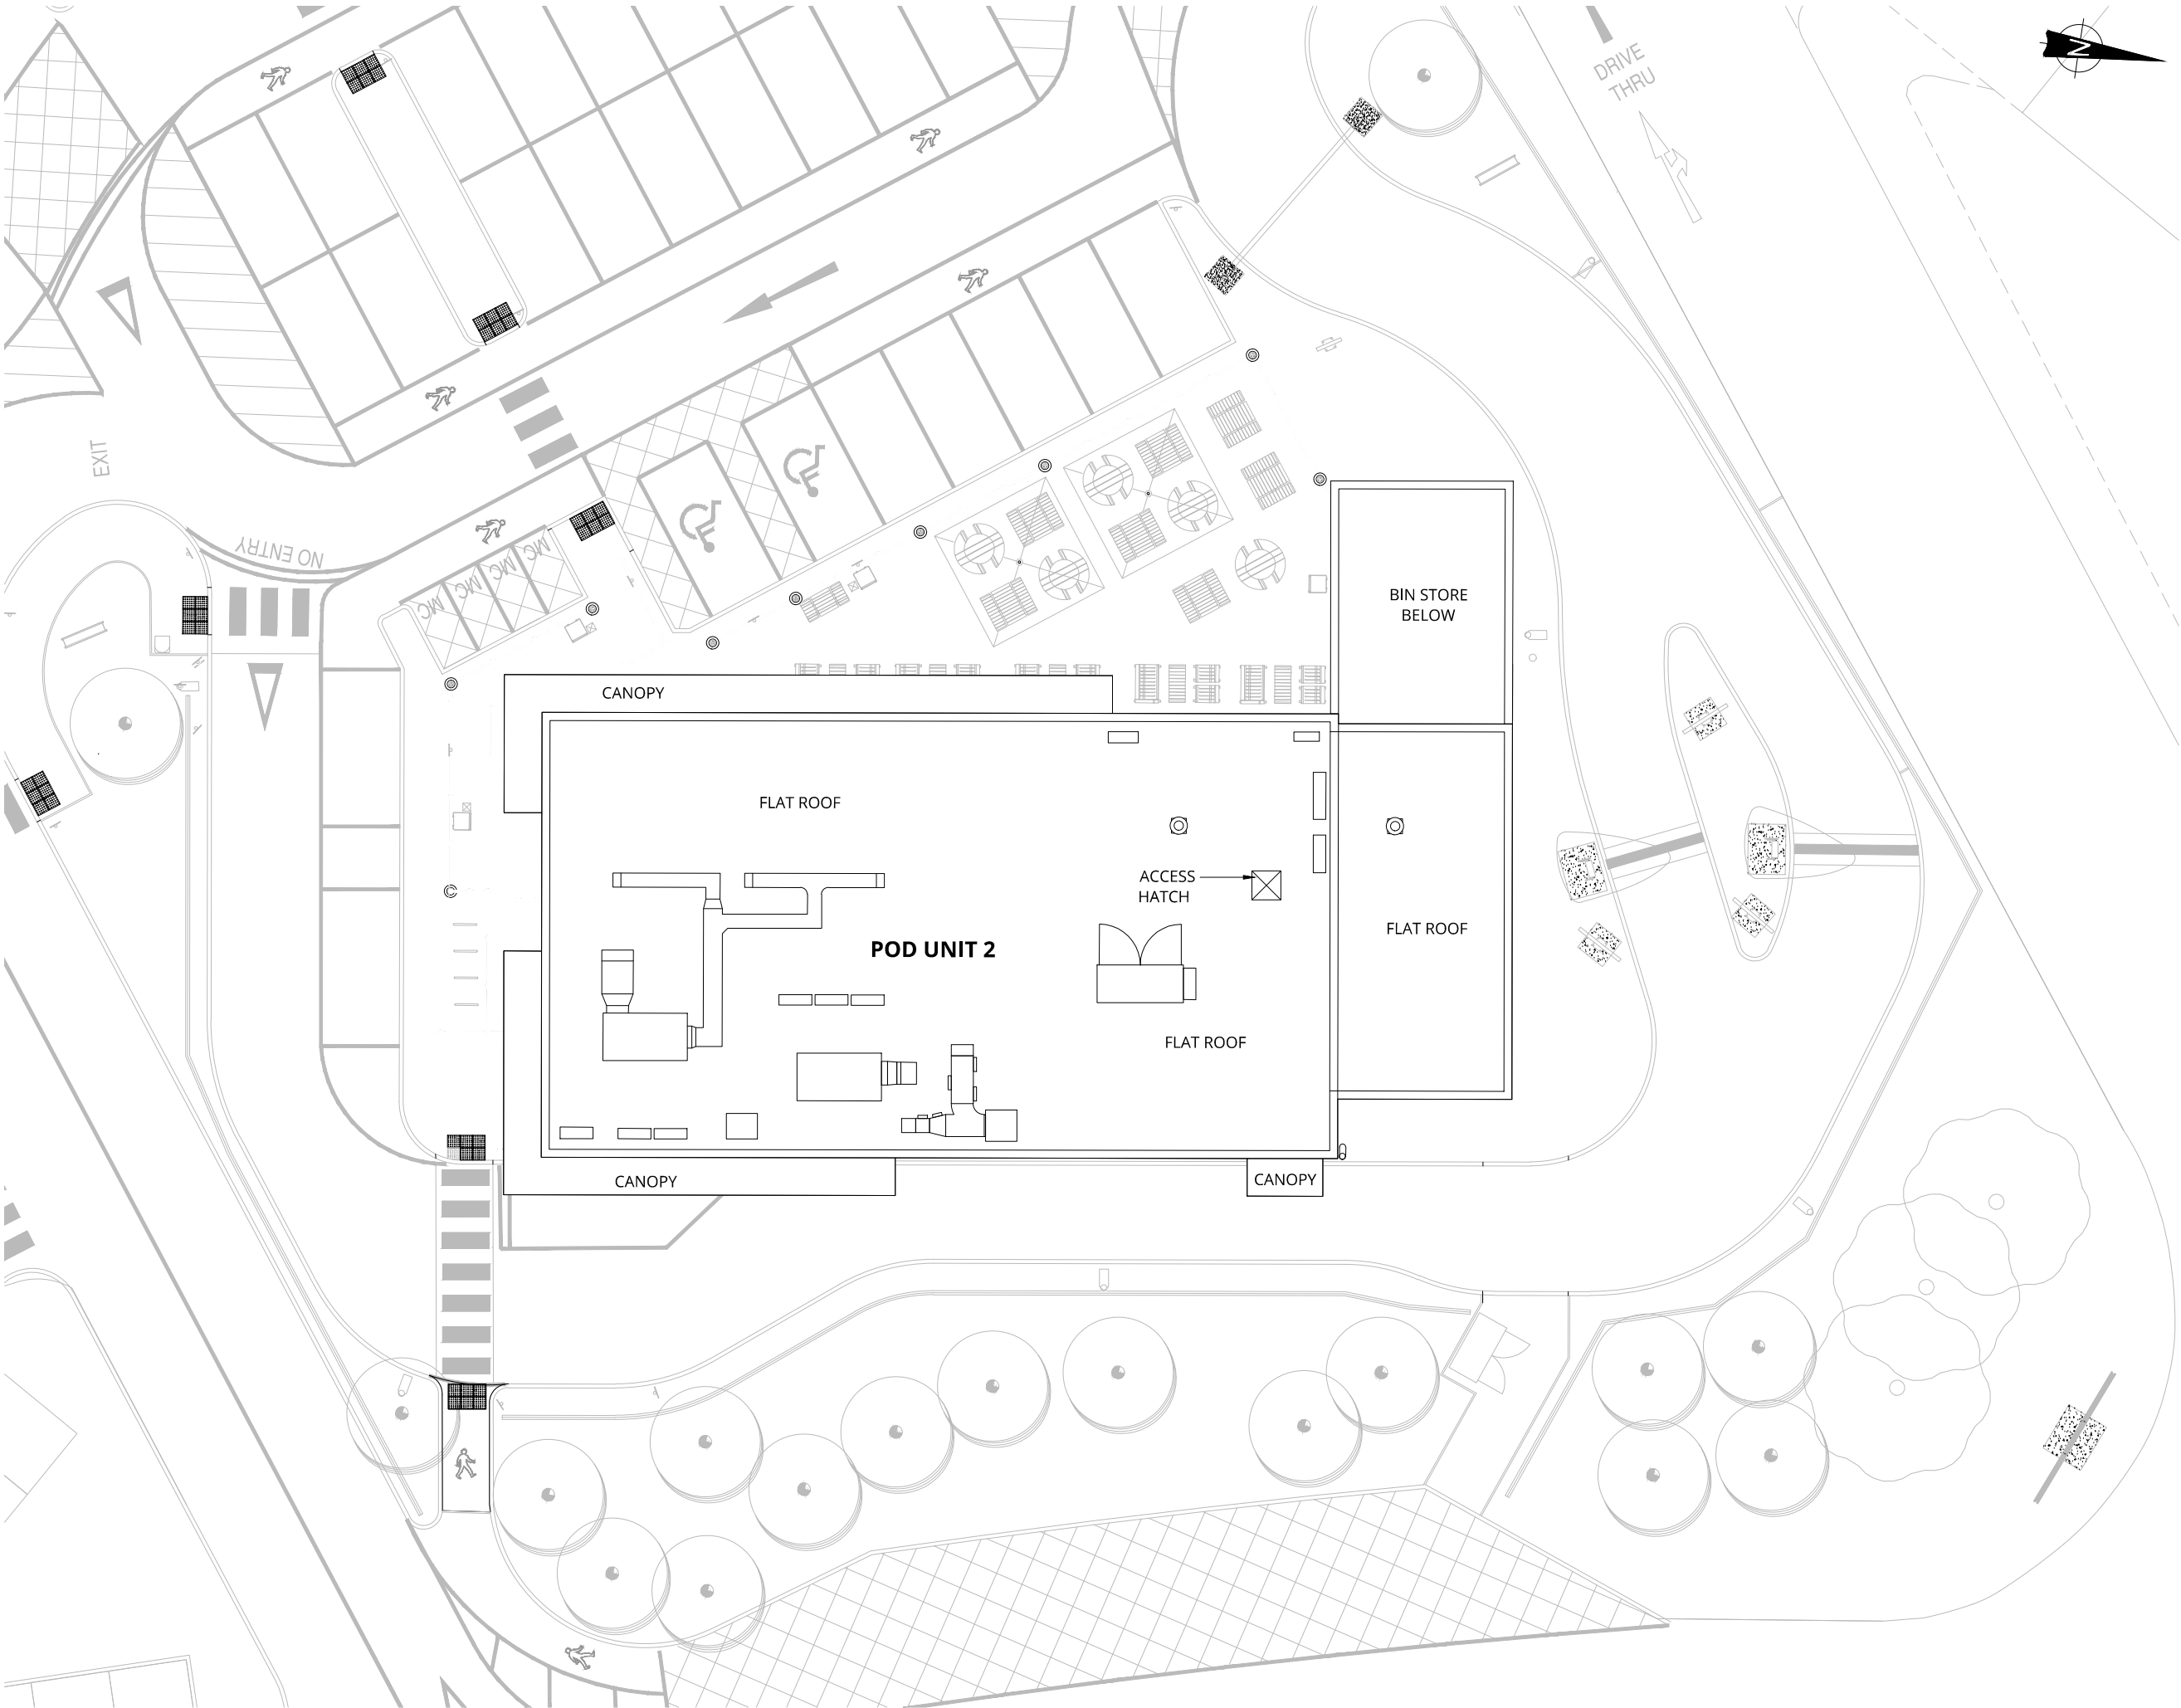 DRIVE
THRU
N
EXIT
NO ENTRY
MC
MC
MC
MC
BIN STORE
BELOW
CANOPY
FLAT ROOF
ACCESS
HATCH
FLAT ROOF
POD UNIT 2
FLAT ROOF
CANOPY
CANOPY